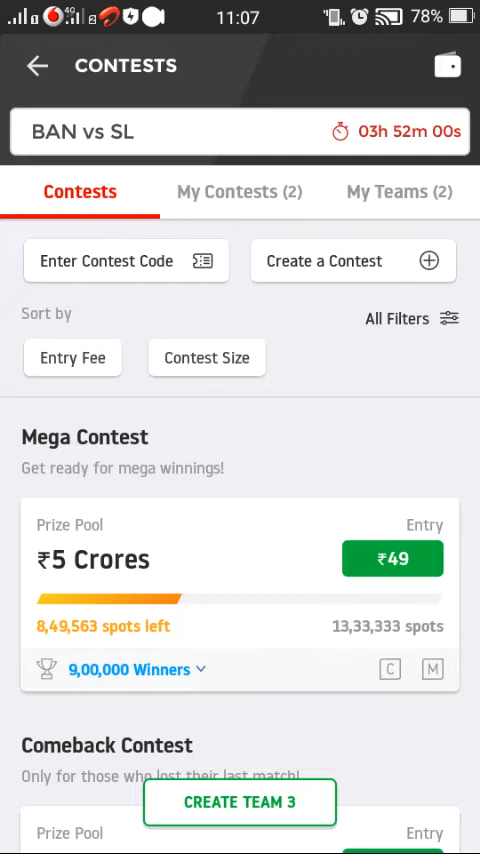 11:07 78%
CONTESTS
BAN vs SL 03h 52m 00s
Contests My Contests (2) My Teams (2)
Enter Contest Code Create a Contest
Sort by All Filters
Entry Fee Contest Size
Mega Contest
Get ready for mega winnings!
Prize Pool Entry
₹5 Crores ₹49
8,49,563 spots left 13,33,333 spots
9,00,000 Winners C M
Comeback Contest
Only for those who lost their last match!
CREATE TEAM 3
Prize Pool Entry